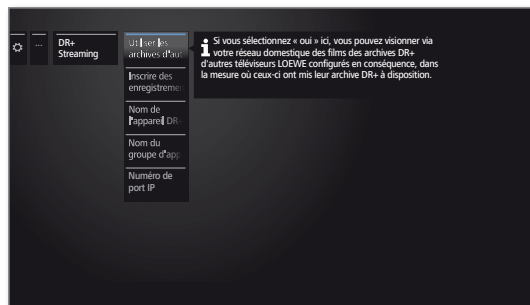 ...
DR+
Streaming
Utiliser les
archives d'aut
Inscrire des
enregistremen
Nom de
l'appareil DR+
Nom du
groupe d'app
Numéro de
port IP
Si vous sélectionnez « oui » ici, vous pouvez visionner via
votre réseau domestique des films des archives DR+
d'autres téléviseurs LOEWE configurés en conséquence, dans
la mesure où ceux-ci ont mis leur archive DR+ à disposition.